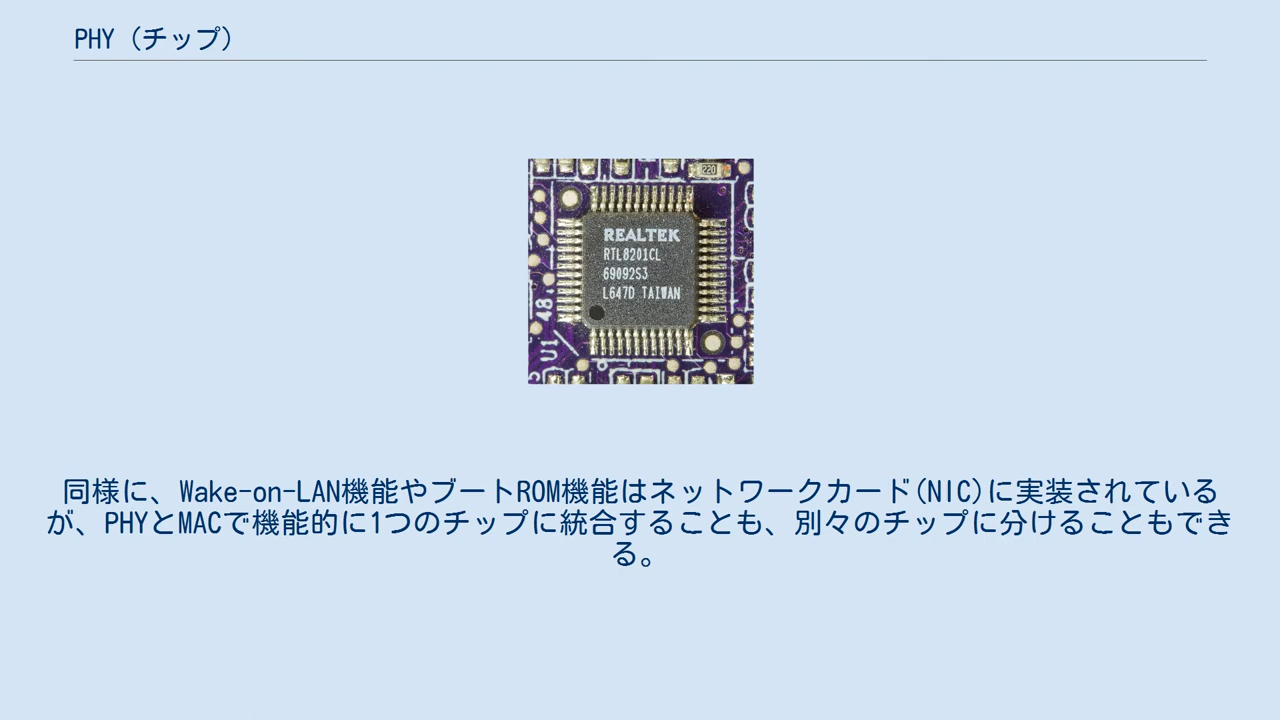 PHY (チップ)
220
REALTEK
RTL8201CL
69092S3
L647D TAIWAN
48
U1
同様に、Wake-on-LAN機能やブートROM機能はネットワークカード(NIC)に実装されている
が、PHYとMACで機能的に1つのチップに統合することも、別々のチップに分けることもでき
る。